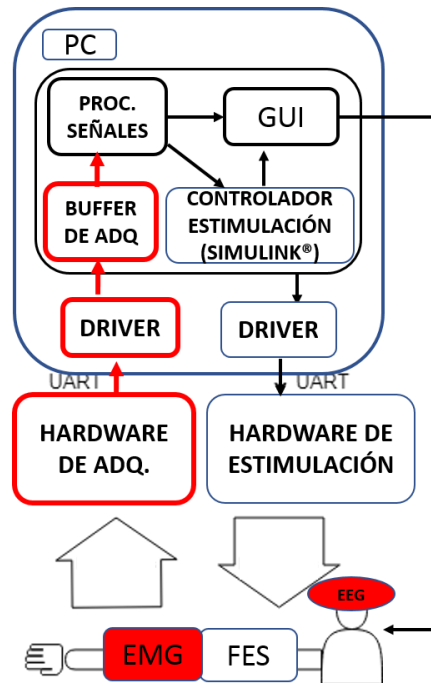 PC
PROC.
SEÑALES
GUI
BUFFER
DE ADQ
CONTROLADOR
ESTIMULACIÓN
(SIMULINK®)
DRIVER
DRIVER
UART
UART
HARDWARE
DE ADQ.
HARDWARE DE
ESTIMULACIÓN
EEG
EMG
FES